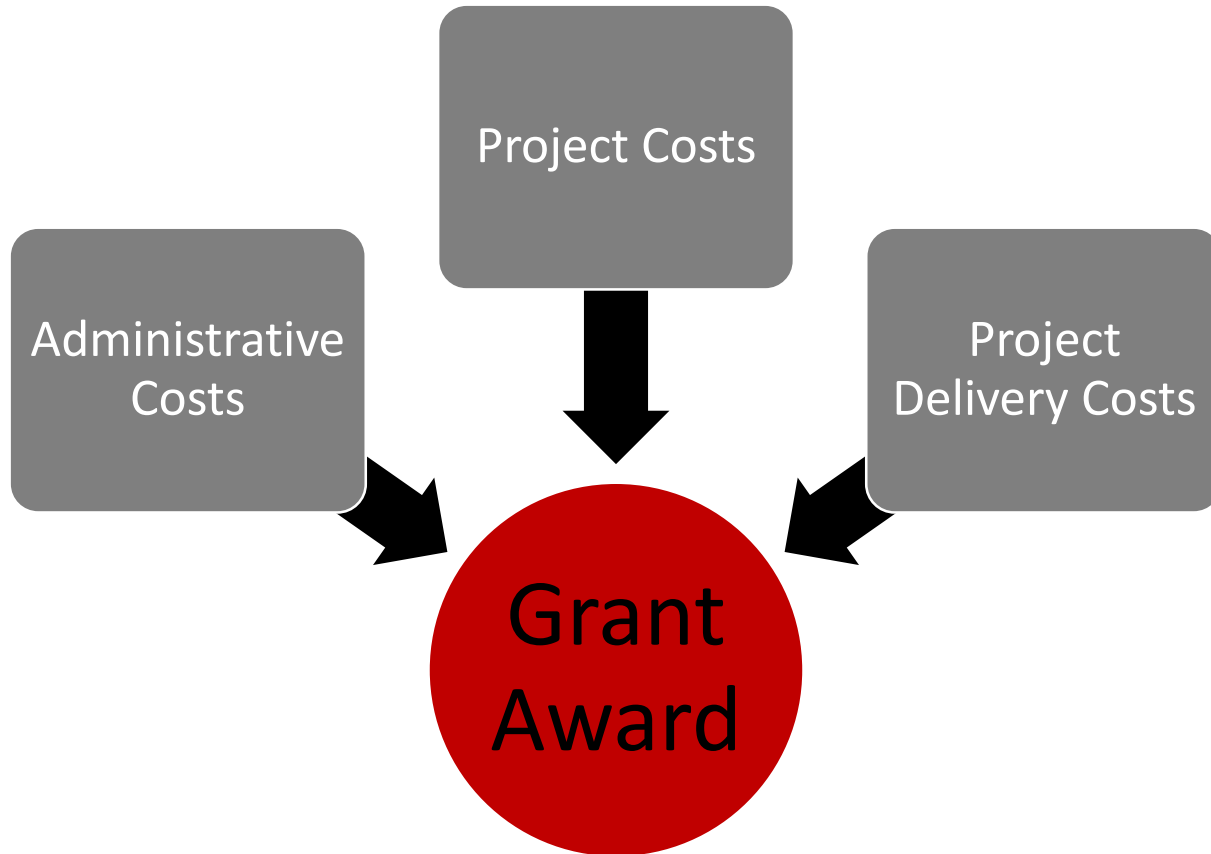 Project Costs
Administrative
Costs
Project
Delivery Costs
Grant
Award